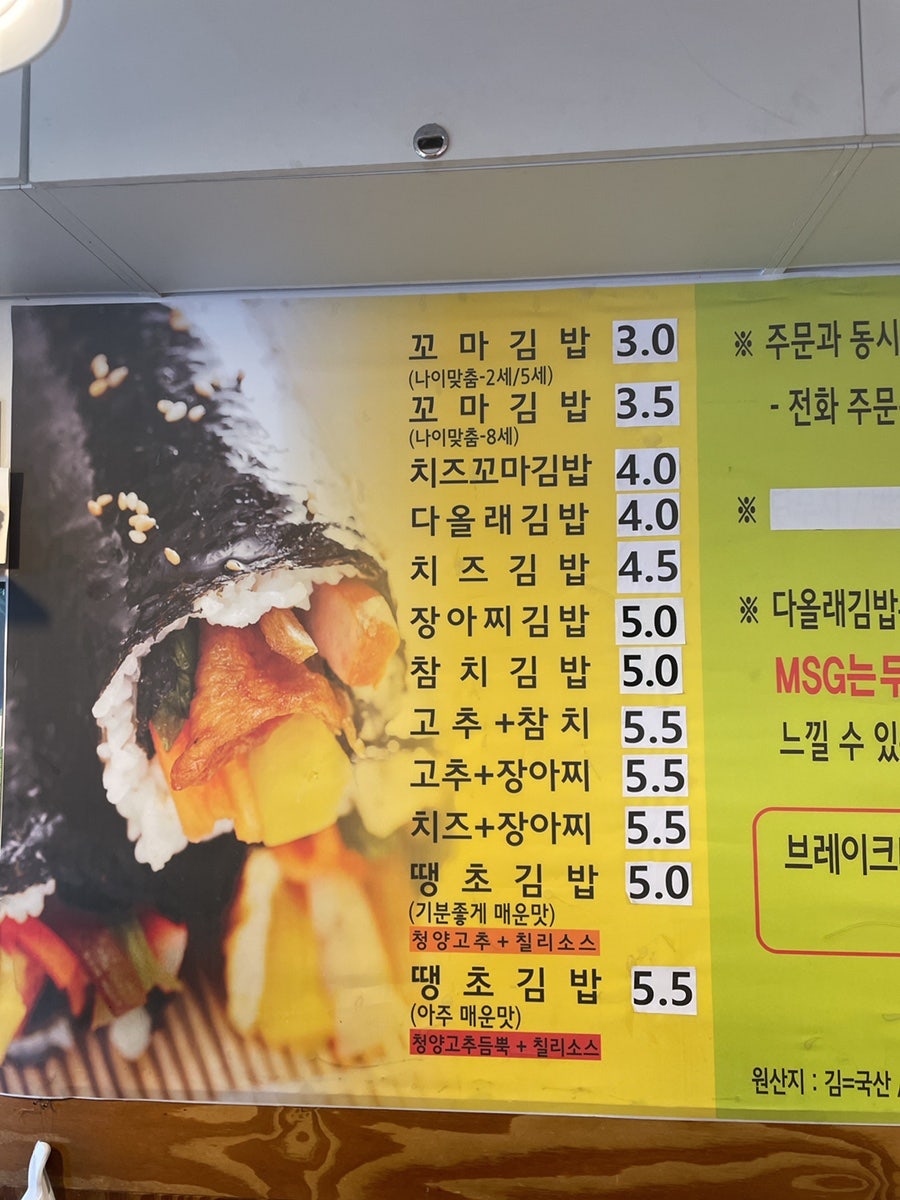 꼬마김밥 3.0
(나이맞춤-2세/5세)
꼬마김밥 3.5
(나이맞춤-8세)
치즈꼬마김밥 4.0
다올래김밥 4.0
치즈김밥 4.5
장아찌김밥 5.0
참치김밥 5.0
고추+참치 5.5
고추+장아찌 5.5
치즈+장아찌 5.5
땡초김밥 5.0
(기분좋게 매운맛)
청양고추 + 칠리소스
땡초김밥 5.5
(아주 매운맛)
청양고추듬뿍 + 칠리소스
※ 주문과 동시
- 전화 주문
※
※ 다올래김밥
MSG는
느낄 수 있
브레이크
원산지 : 김=국산